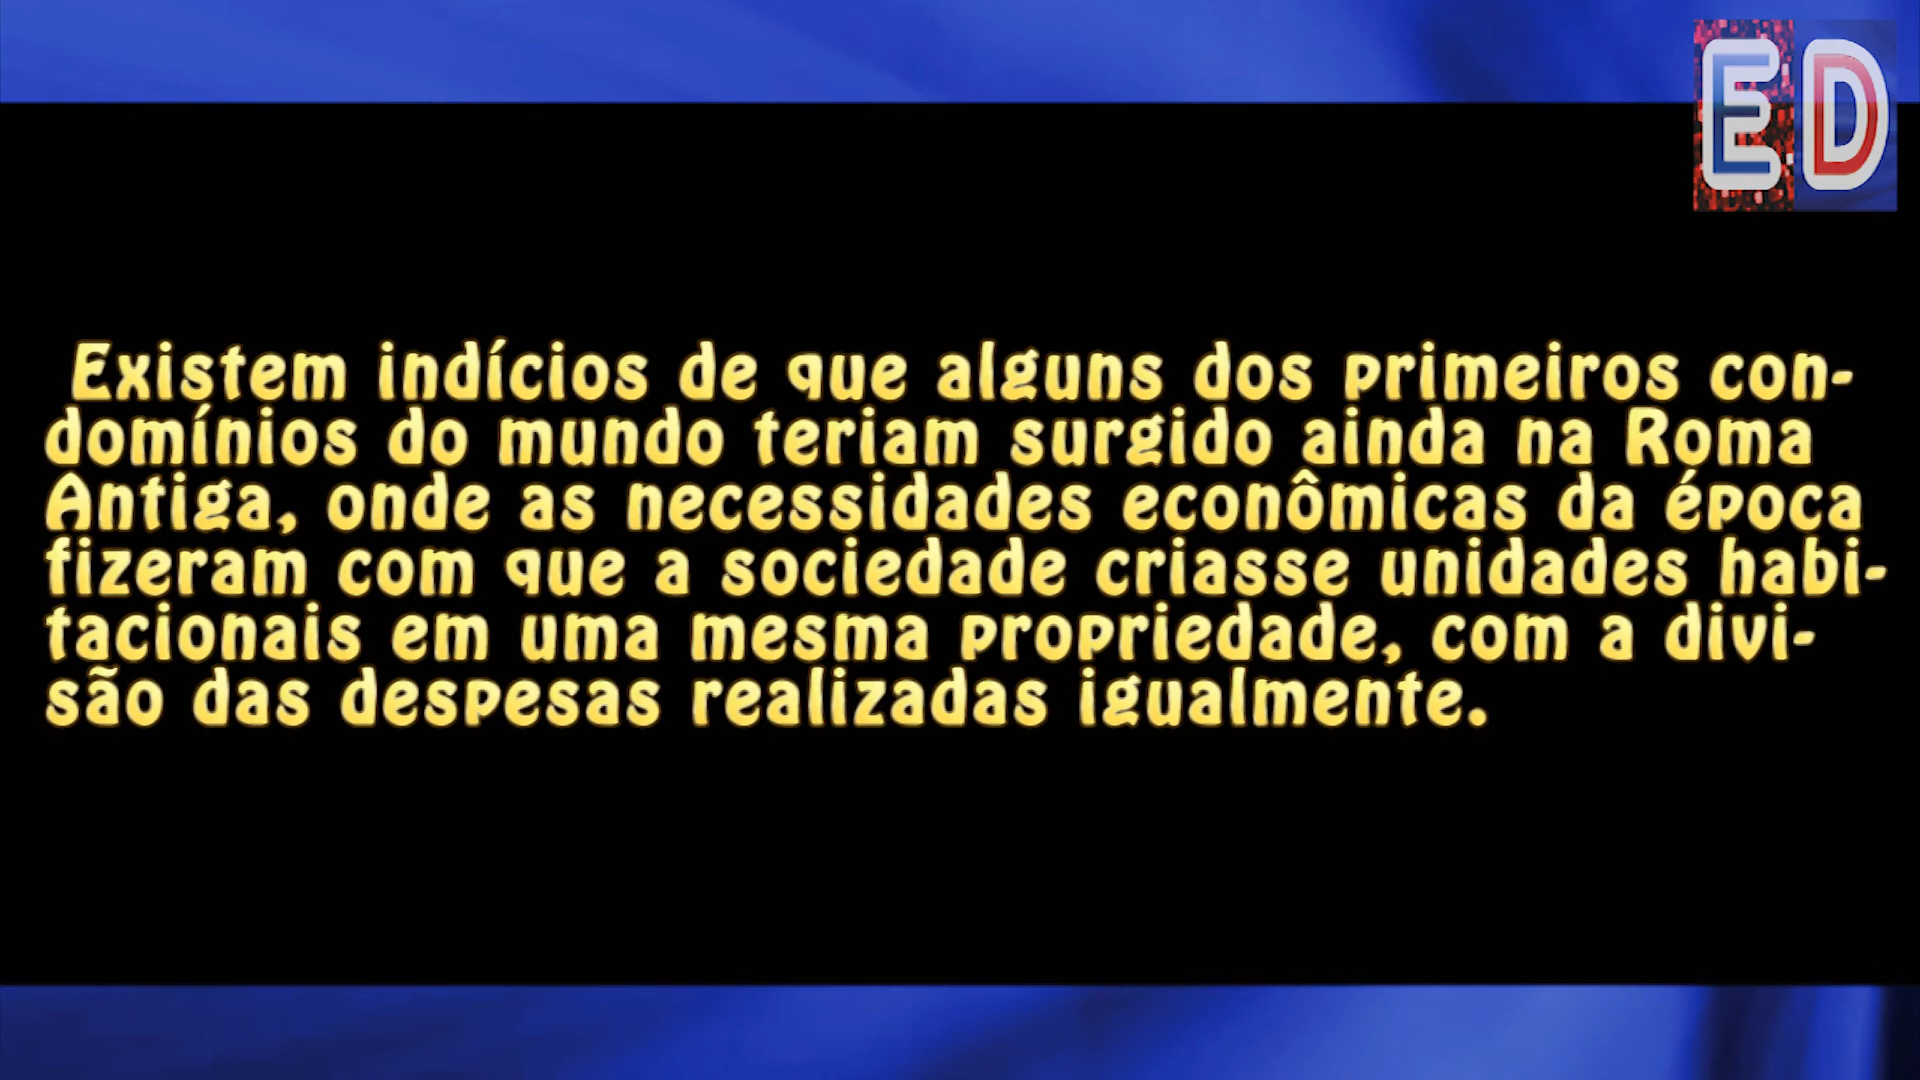 ED
Existem indícios de que alguns dos primeiros con-
domínios do mundo teriam surgido ainda na Roma
Antiga, onde as necessidades econômicas da época
fizeram com que a sociedade criasse unidades habi-
tacionais em uma mesma propriedade, com a divi-
são das despesas realizadas igualmente.